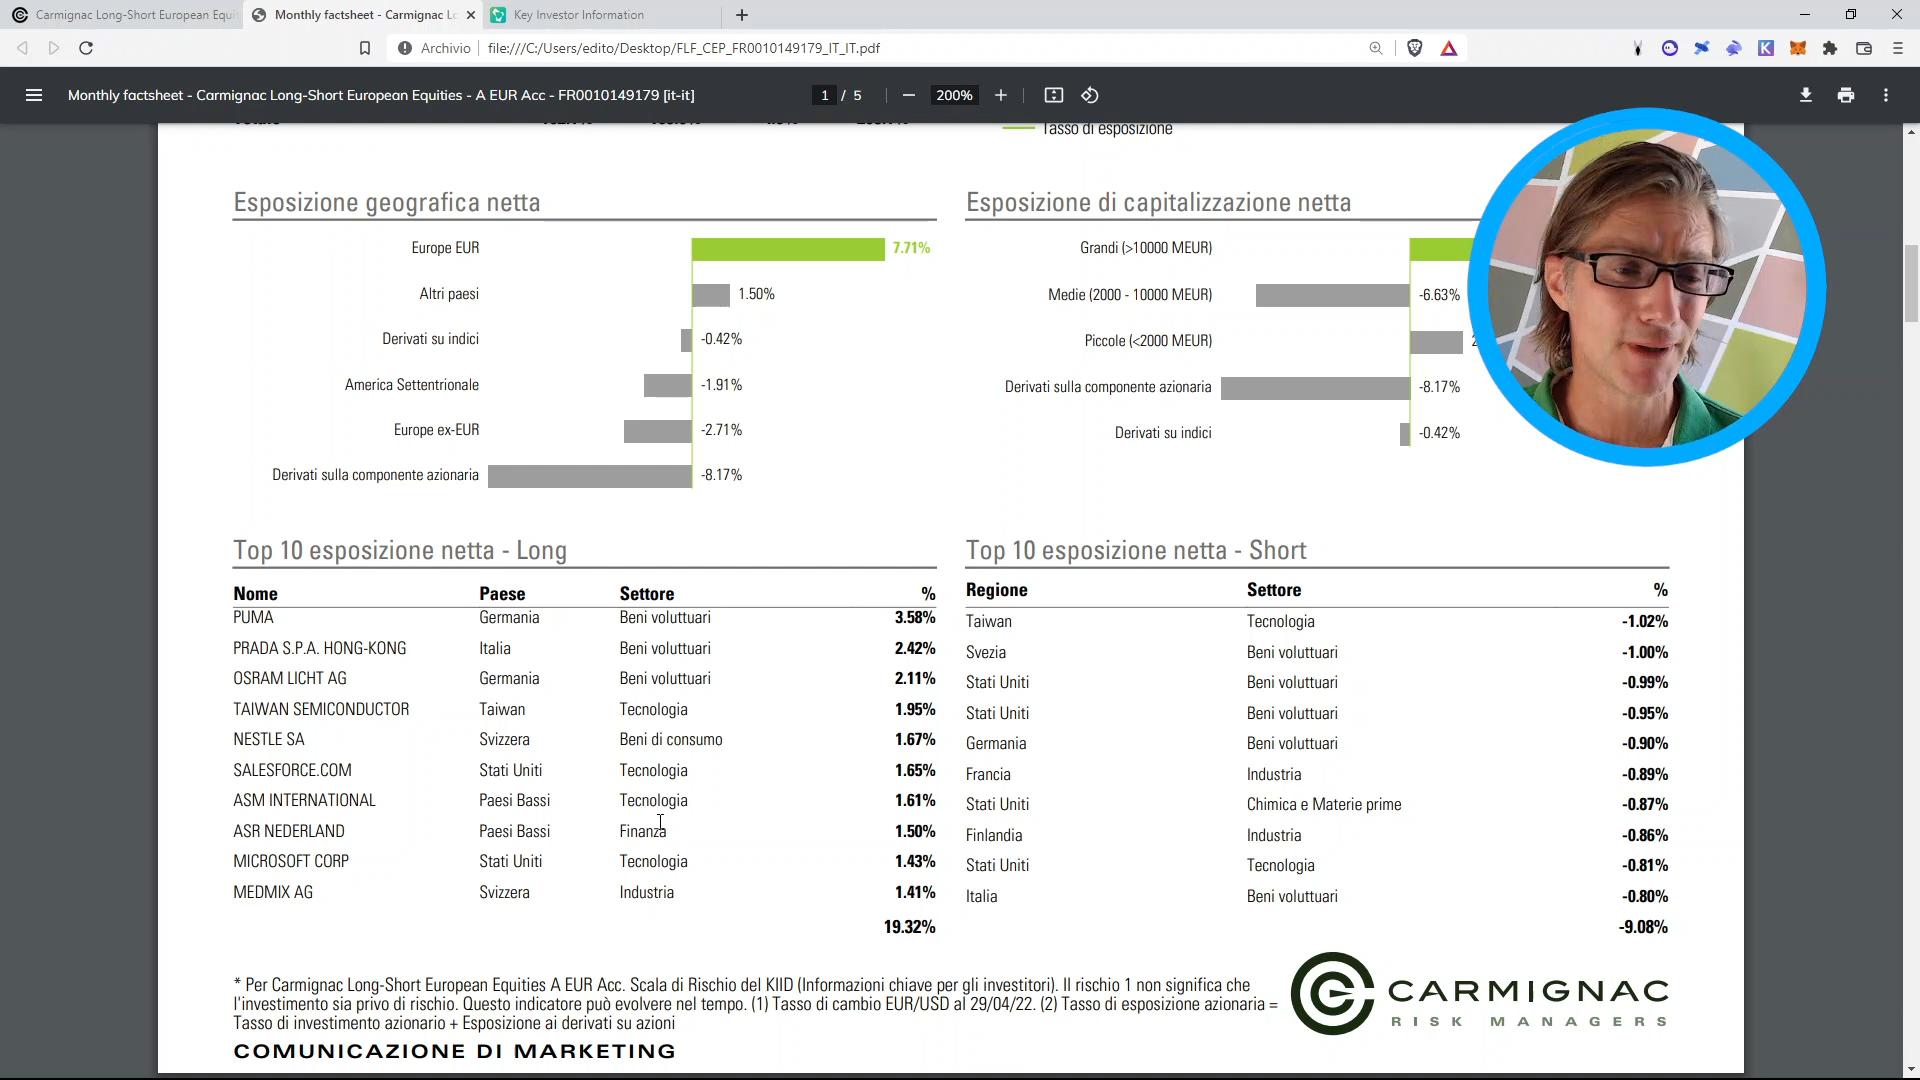 Carmignac Long-Short European Equit
Monthly factsheet - Carmignac Lo
Key Investor Information
Archivio
file:///C:/Users/edito/Desktop/FLF_CEP_FR0010149179_IT_IT.pdf
Monthly factsheet - Carmignac Long-Short European Equities - A EUR Acc - FR0010149179 [it-it]
1 / 5
200%
Tasso di esposizione
Esposizione geografica netta
Europe EUR 7.71%
Altri paesi 1.50%
Derivati su indici -0.42%
America Settentrionale -1.91%
Europe ex-EUR -2.71%
Derivati sulla componente azionaria -8.17%
Esposizione di capitalizzazione netta
Grandi (>10000 MEUR)
Medie (2000 - 10000 MEUR) -6.63%
Piccole (<2000 MEUR)
Derivati sulla componente azionaria -8.17%
Derivati su indici -0.42%
Top 10 esposizione netta - Long
Nome Paese Settore %
PUMA Germania Beni voluttuari 3.58%
PRADA S.P.A. HONG-KONG Italia Beni voluttuari 2.42%
OSRAM LICHT AG Germania Beni voluttuari 2.11%
TAIWAN SEMICONDUCTOR Taiwan Tecnologia 1.95%
NESTLE SA Svizzera Beni di consumo 1.67%
SALESFORCE.COM Stati Uniti Tecnologia 1.65%
ASM INTERNATIONAL Paesi Bassi Tecnologia 1.61%
ASR NEDERLAND Paesi Bassi Finanza 1.50%
MICROSOFT CORP Stati Uniti Tecnologia 1.43%
MEDMIX AG Svizzera Industria 1.41%
19.32%
Top 10 esposizione netta - Short
Regione Settore %
Taiwan Tecnologia -1.02%
Svezia Beni voluttuari -1.00%
Stati Uniti Beni voluttuari -0.99%
Stati Uniti Beni voluttuari -0.95%
Germania Beni voluttuari -0.90%
Francia Industria -0.89%
Stati Uniti Chimica e Materie prime -0.87%
Finlandia Industria -0.86%
Stati Uniti Tecnologia -0.81%
Italia Beni voluttuari -0.80%
-9.08%
* Per Carmignac Long-Short European Equities A EUR Acc. Scala di Rischio del KIID (Informazioni chiave per gli investitori). Il rischio 1 non significa che
l'investimento sia privo di rischio. Questo indicatore può evolvere nel tempo. (1) Tasso di cambio EUR/USD al 29/04/22. (2) Tasso di esposizione azionaria =
Tasso di investimento azionario + Esposizione ai derivati su azioni
COMUNICAZIONE DI MARKETING
CARMIGNAC
RISK MANAGERS